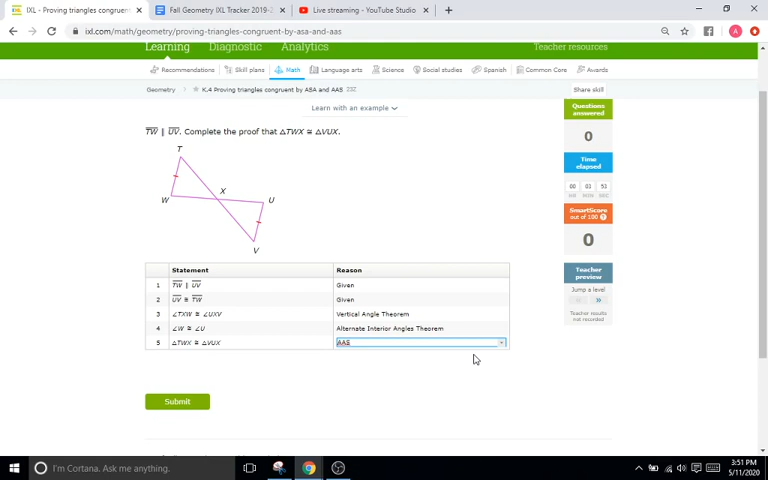 IXL - Proving triangles congruent
Fall Geometry IXL Tracker 2019-2
Live streaming - YouTube Studio
ixl.com/math/geometry/proving-triangles-congruent-by-asa-and-aas
A
Learning Diagnostic Analytics Teacher resources
Recommendations Skill plans Math Language arts Science Social studies Spanish Common Core Awards
Geometry K.4 Proving triangles congruent by ASA and AAS Share skill
Learn with an example
Questions answered
0
TW ∥ UV. Complete the proof that △TWX ≅ △VUX.
T
W
X
U
V
Time elapsed
HR MIN SEC
SmartScore out of 100 ?
0
Teacher preview
Jump a level
Teacher results not recorded
Statement Reason
1 TW ∥ UV Given
2 UV ≅ TW Given
3 ∠TXW ≅ ∠UXV Vertical Angle Theorem
4 ∠W ≅ ∠U Alternate Interior Angles Theorem
5 △TWX ≅ △VUX AAS
Submit
I'm Cortana. Ask me anything.
3:51 PM
5/11/2020